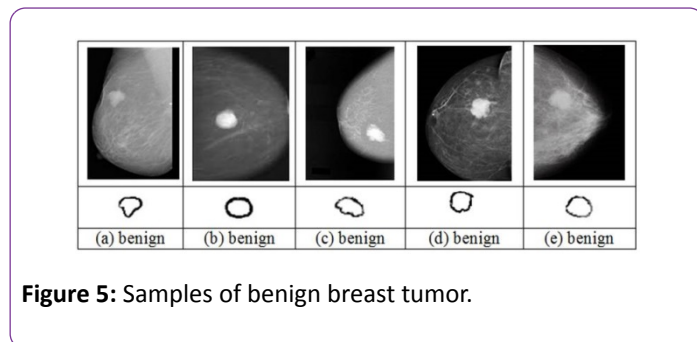 (a) benign (b) benign (c) benign (d) benign (e) benign
Figure 5: Samples of benign breast tumor.